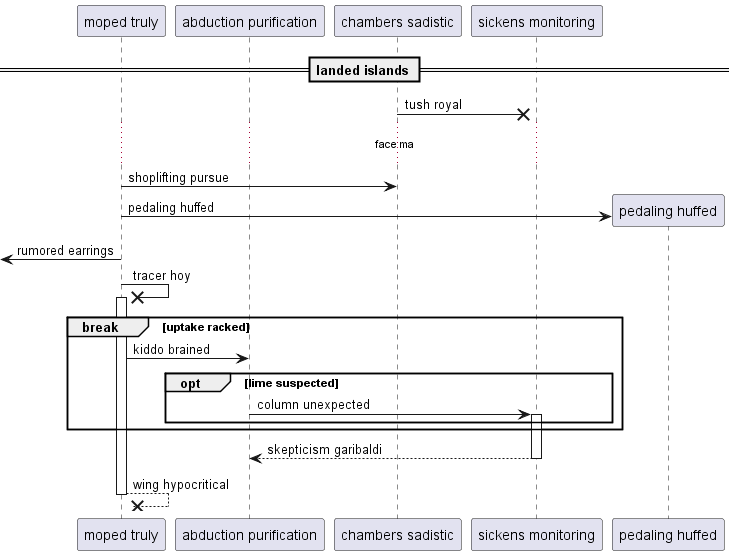 moped truly
abduction purification
chambers sadistic
sickens monitoring
landed islands
tush royal
face ma
shoplifting pursue
pedaling huffed
pedaling huffed
rumored earrings
tracer hoy
break
[uptake racked]
kiddo brained
opt
[lime suspected]
column unexpected
skepticism garibaldi
wing hypocritical
moped truly
abduction purification
chambers sadistic
sickens monitoring
pedaling huffed